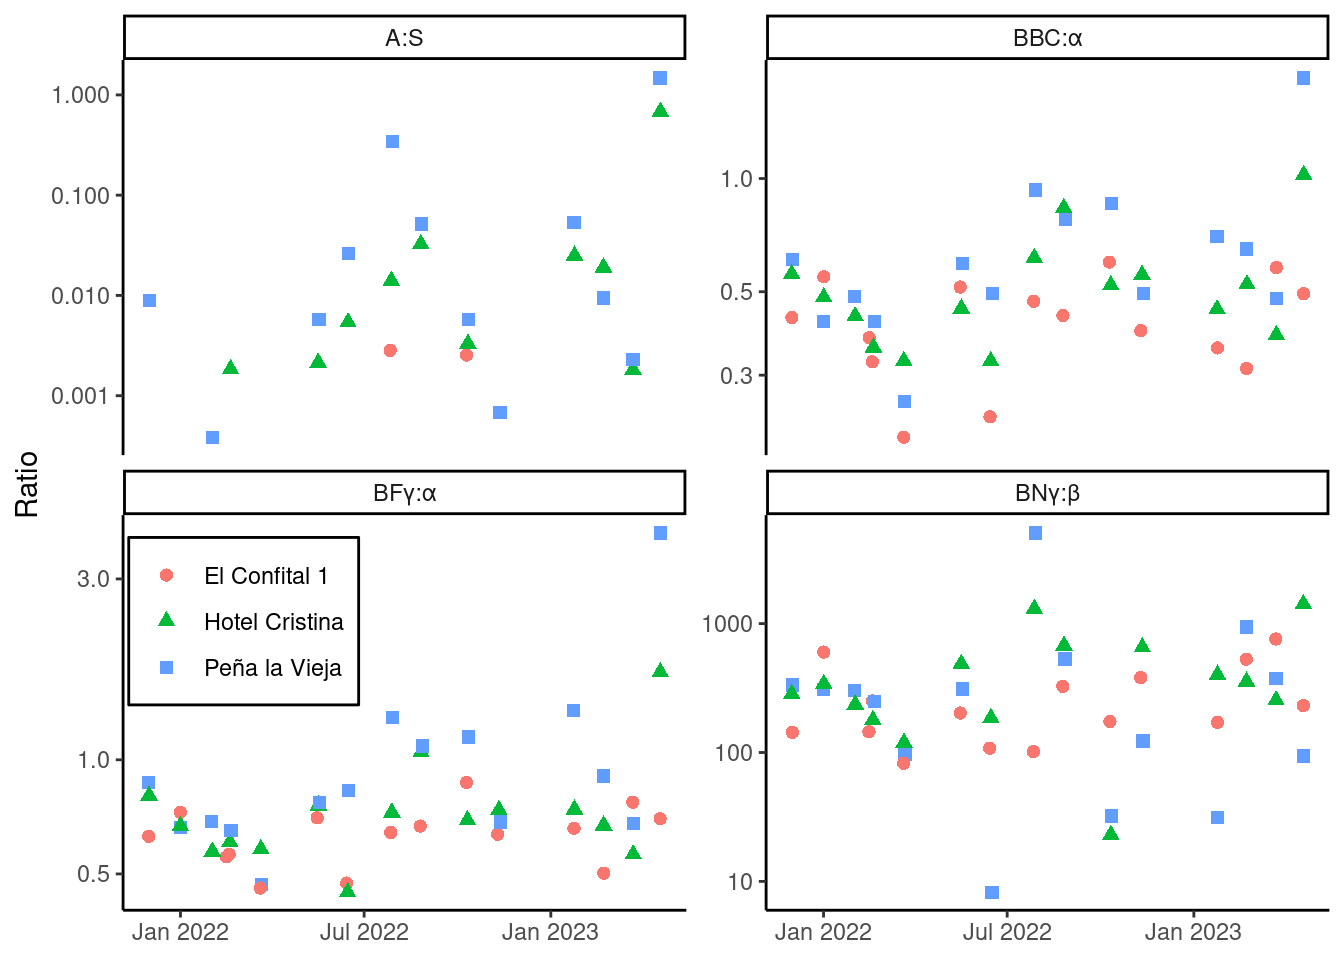 A:S
BBC:α
1.000
0.100
0.010
0.001
1.0
0.5
0.3
Ratio
BFγ:α
BNγ:β
3.0
1.0
0.5
El Confital 1
Hotel Cristina
Peña la Vieja
1000
100
10
Jan 2022
Jul 2022
Jan 2023
Jan 2022
Jul 2022
Jan 2023